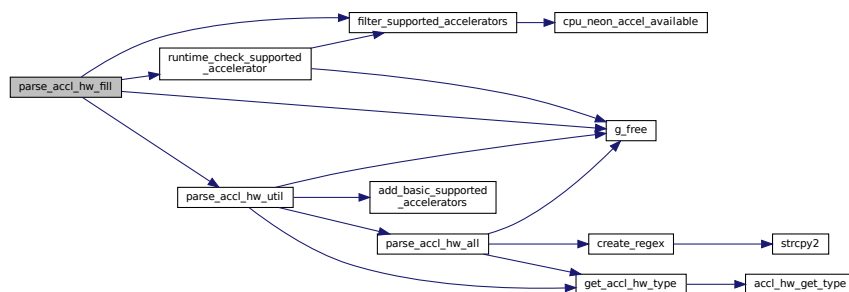 filter_supported_accelerators
cpu_neon_accel_available
runtime_check_supported
_accelerator
parse_accl_hw_fill
g_free
parse_accl_hw_util
add_basic_supported
_accelerators
parse_accl_hw_all
create_regex
strcpy2
get_accl_hw_type
accl_hw_get_type